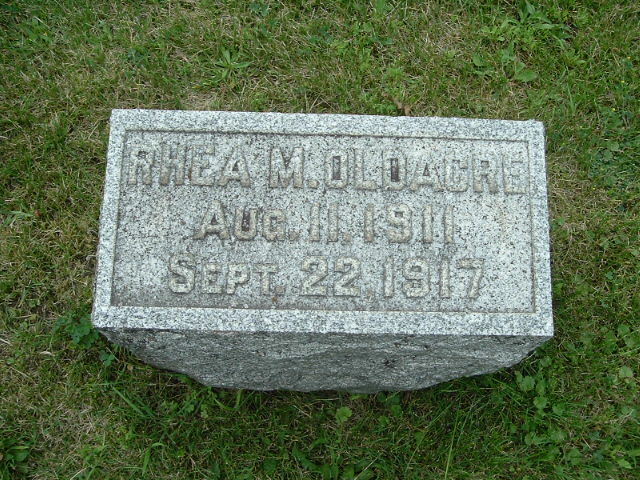 RHEA M. OLDACRE
AUG. 11, 1911
SEPT. 22 1917